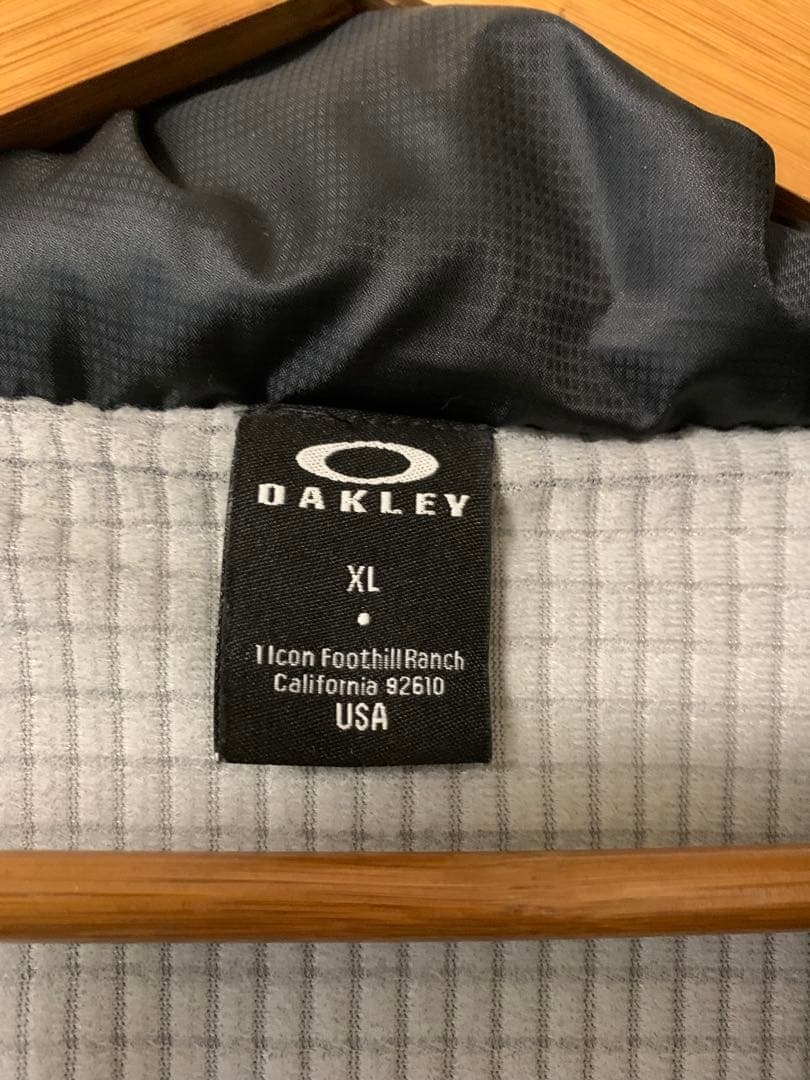 OAKLEY
XL
1 Icon Foothill Ranch
California 92610
USA